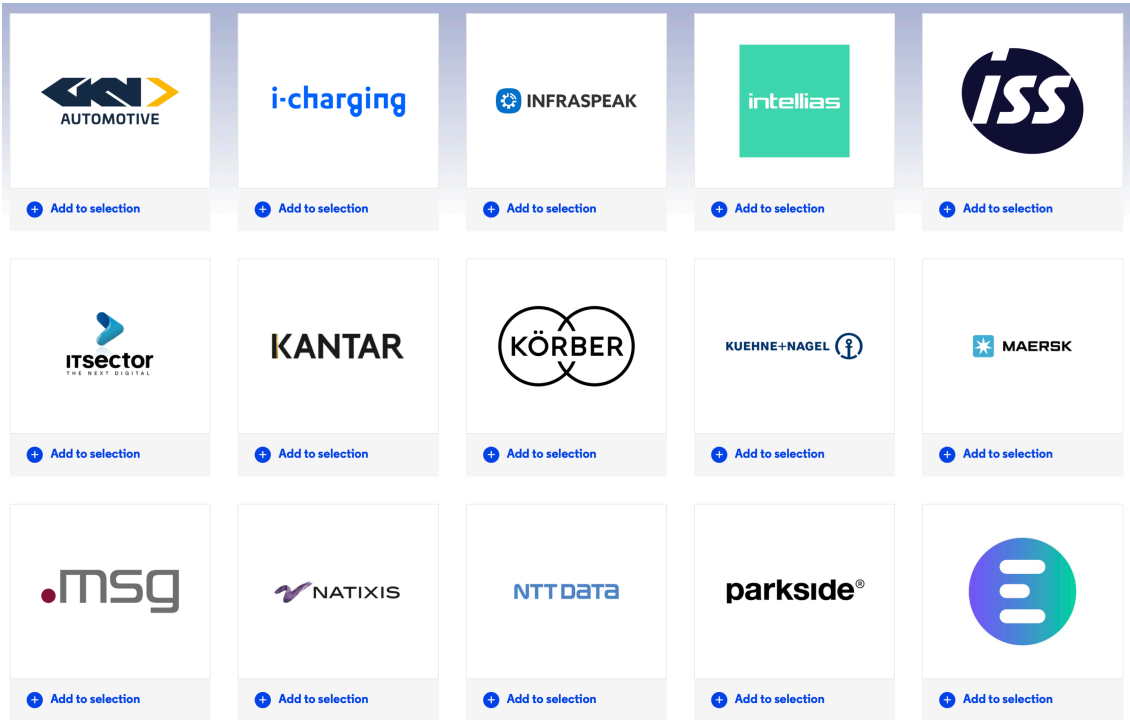 GKN
AUTOMOTIVE
i-charging
INFRASPEAK
intellias
iss
Add to selection
Add to selection
Add to selection
Add to selection
Add to selection
ITSECTOR
THE NEXT DIGITAL
KANTAR
KÖRBER
KUEHNE+NAGEL
MAERSK
Add to selection
Add to selection
Add to selection
Add to selection
Add to selection
.msg
NATIXIS
NTT DATA
parkside®
E
Add to selection
Add to selection
Add to selection
Add to selection
Add to selection